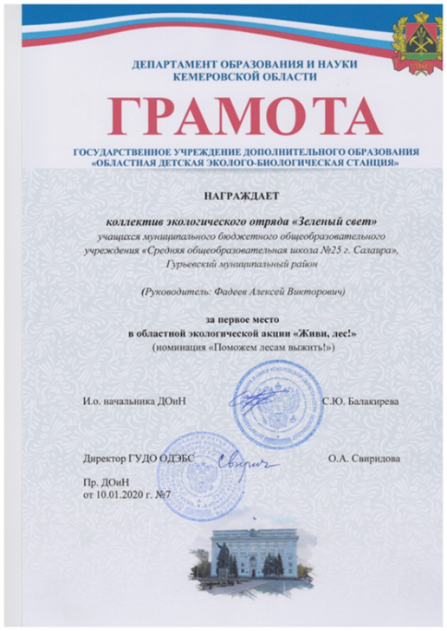 ДЕПАРТАМЕНТ ОБРАЗОВАНИЯ И НАУКИ
КЕМЕРОВСКОЙ ОБЛАСТИ
ГРАМОТА
ГОСУДАРСТВЕННОЕ УЧРЕЖДЕНИЕ ДОПОЛНИТЕЛЬНОГО ОБРАЗОВАНИЯ
«ОБЛАСТНАЯ ДЕТСКАЯ ЭКОЛОГО-БИОЛОГИЧЕСКАЯ СТАНЦИЯ»
НАГРАЖДАЕТ
коллектив экологического отряда «Зеленый свет»
учащихся муниципального бюджетного общеобразовательного
учреждения «Средняя общеобразовательная школа №25 г. Салаира»,
Гурьевский муниципальный район
(Руководитель: Фадеев Алексей Викторович)
за первое место
в областной экологической акции «Живи, лес!»
(номинация «Поможем лесам выжить!»)
И.о. начальника ДОиН С.Ю. Балакирева
Директор ГУДО ОДЭБС О.А. Свиридова
Пр. ДОиН
от 10.01.2020 г. №7